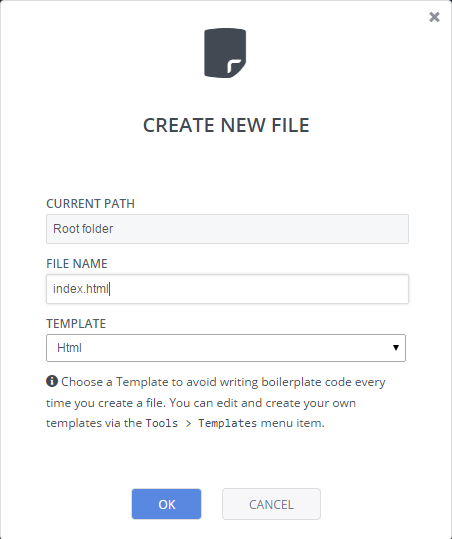 CREATE NEW FILE
CURRENT PATH
Root folder
FILE NAME
index.html
TEMPLATE
Html
Choose a Template to avoid writing boilerplate code every
time you create a file. You can edit and create your own
templates via the Tools > Templates menu item.
OK CANCEL